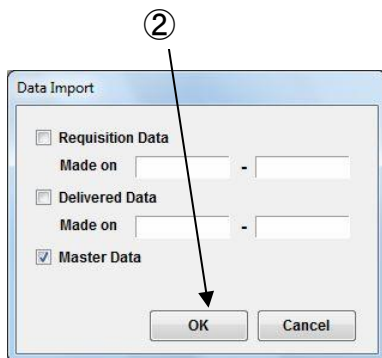 ②
Data Import
Requisition Data
Made on -
Delivered Data
Made on -
Master Data
OK Cancel